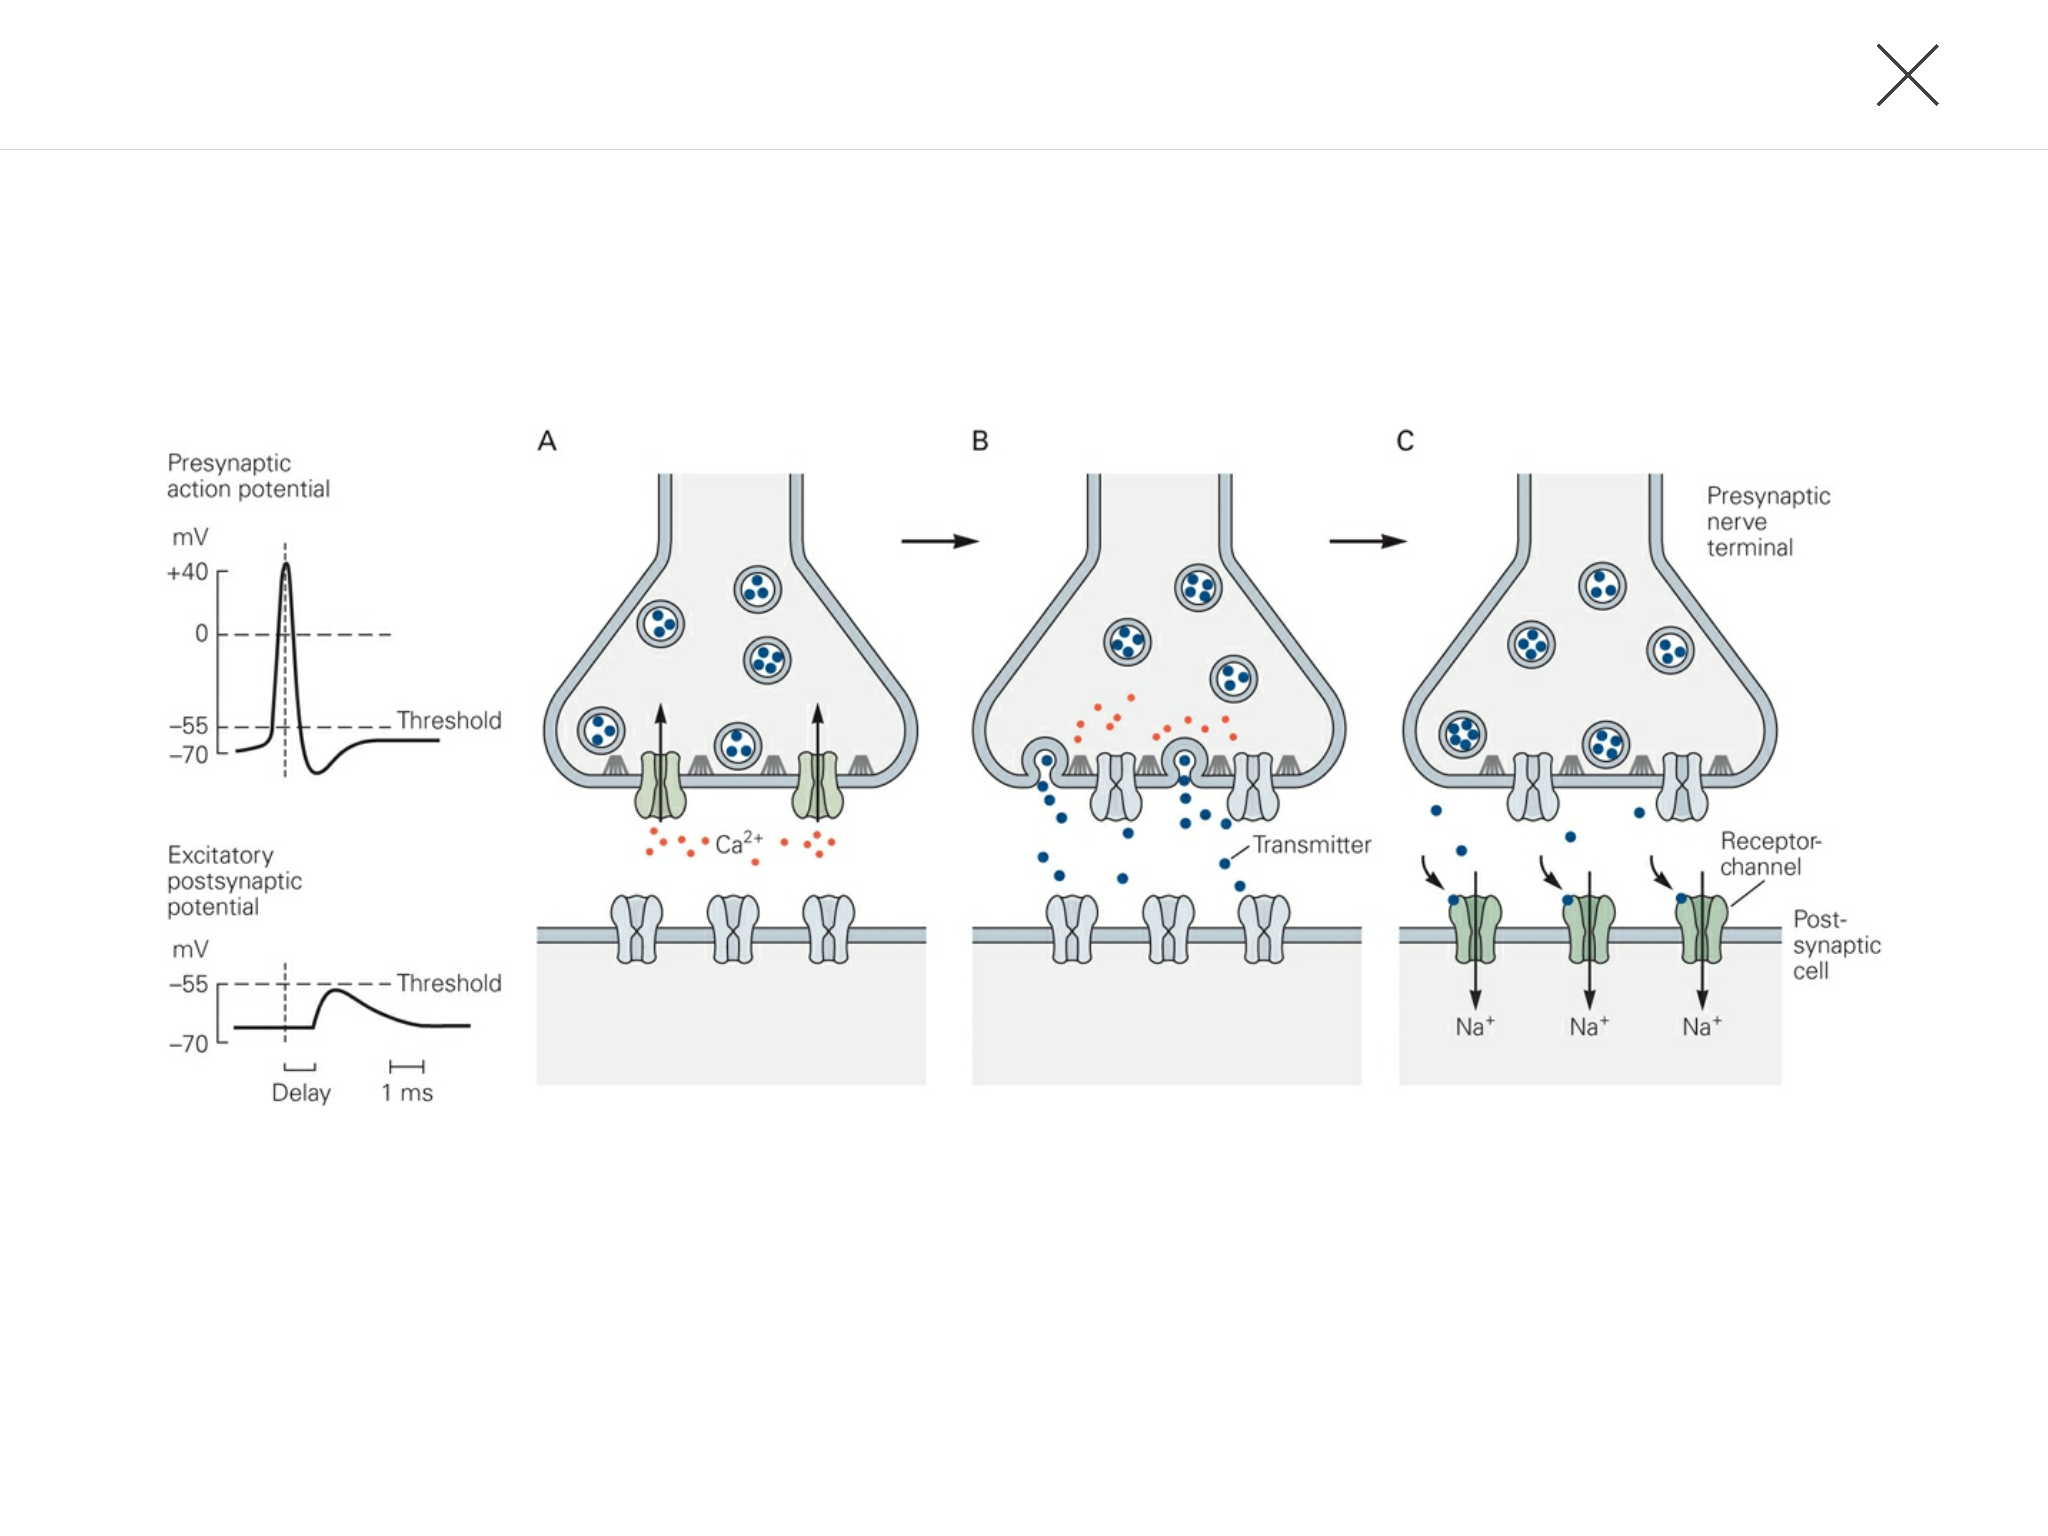 Presynaptic
action potential
mV
+40
0
–55
Threshold
–70
Excitatory
postsynaptic
potential
mV
–55
Threshold
–70
Delay
1 ms
A
Ca2+
B
Transmitter
C
Presynaptic
nerve
terminal
Receptor-
channel
Post-
synaptic
cell
Na+
Na+
Na+